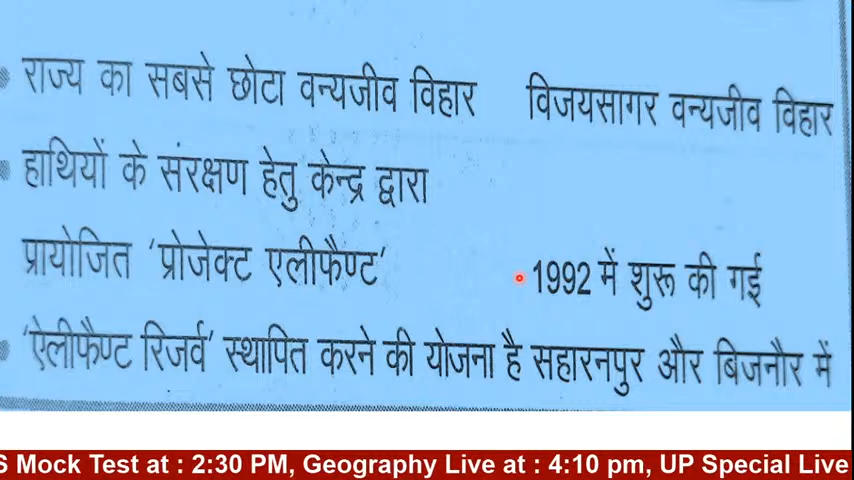 राज्य का सबसे छोटा वन्यजीव विहार विजयसागर वन्यजीव विहार
हाथियों के संरक्षण हेतु केन्द्र द्वारा
प्रायोजित 'प्रोजेक्ट एलीफैण्ट' 1992 में शुरू की गई
'ऐलीफैण्ट रिजर्व' स्थापित करने की योजना है सहारनपुर और बिजनौर में
S Mock Test at : 2:30 PM, Geography Live at : 4:10 pm, UP Special Live